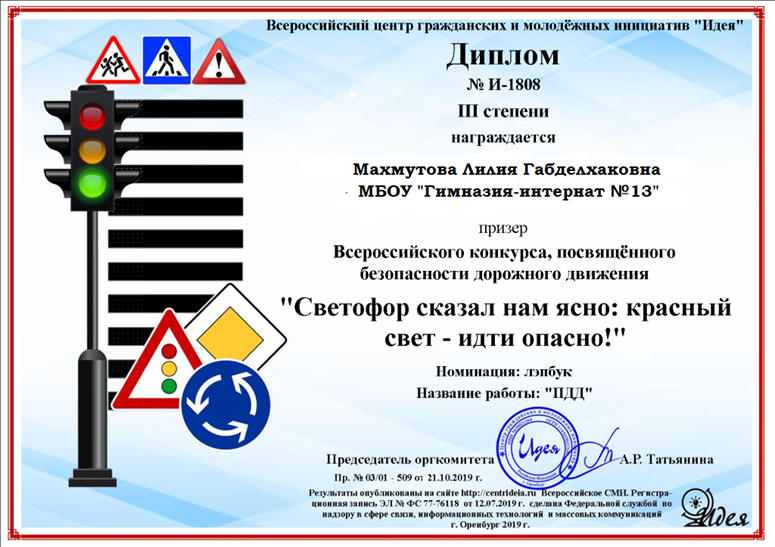 Всероссийский центр гражданских и молодёжных инициатив "Идея"
Диплом
№ И-1808
III степени
награждается
Махмутова Лилия Габделхаковна
МБОУ "Гимназия-интернат №13"
призер
Всероссийского конкурса, посвящённого
безопасности дорожного движения
"Светофор сказал нам ясно: красный
свет - идти опасно!"
Номинация: лэпбук
Название работы: "ПДД"
Идея
Председатель оргкомитета
А.Р. Татьянина
Пр. № 03/01 - 509 от 21.10.2019 г.
Результаты опубликованы на сайте http://centrideia.ru Всероссийское СМИ. Регистра-
ционная запись ЭЛ № ФС 77-76118 от 12.07.2019 г. сделана Федеральной службой по
надзору в сфере связи, информационных технологий и массовых коммуникаций
г. Оренбург 2019 г.
Идея